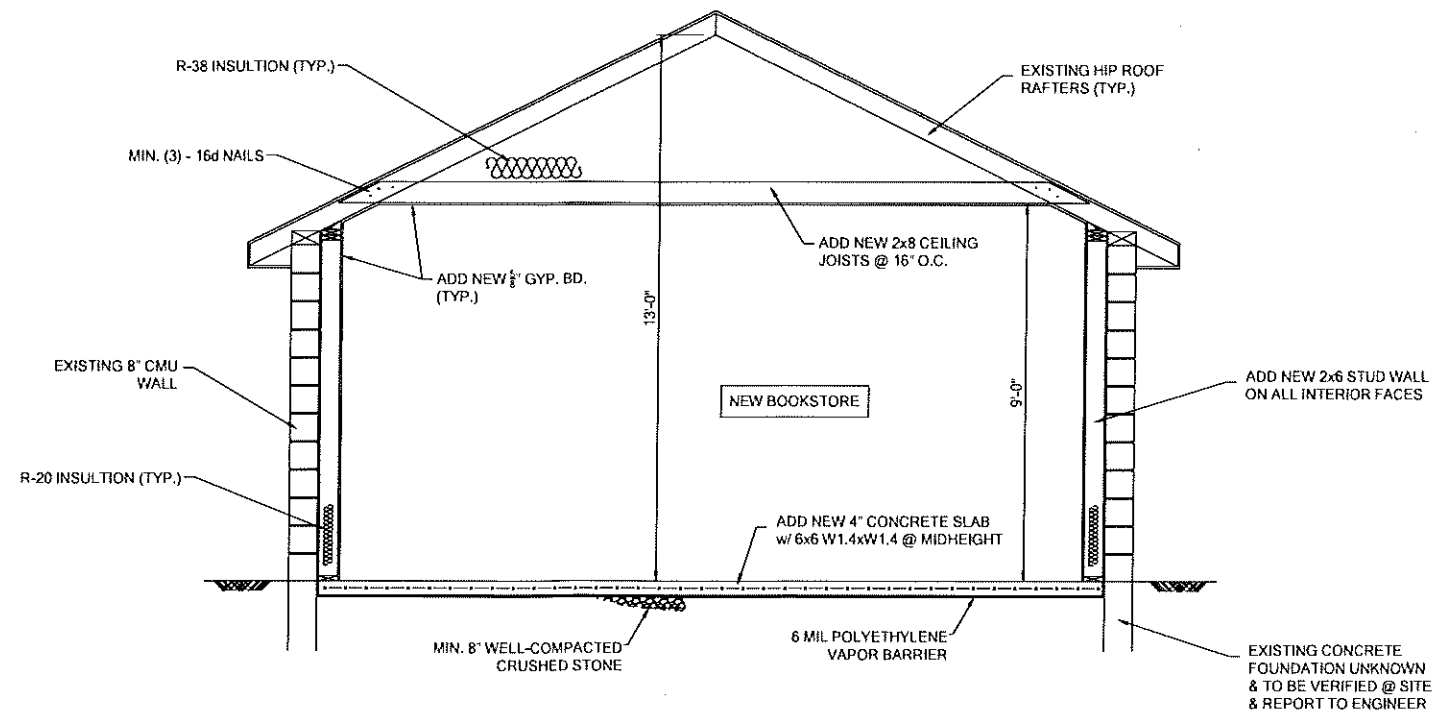 R-38 INSULTION (TYP.)
EXISTING HIP ROOF
RAFTERS (TYP.)
MIN. (3) - 16d NAILS
ADD NEW 2x8 CEILING
JOISTS @ 16" O.C.
ADD NEW GYP. BD.
(TYP.)
13'-0"
9'-0"
EXISTING 8" CMU
WALL
NEW BOOKSTORE
ADD NEW 2x6 STUD WALL
ON ALL INTERIOR FACES
R-20 INSULTION (TYP.)
ADD NEW 4" CONCRETE SLAB
w/ 6x6 W1.4xW1.4 @ MIDHEIGHT
MIN. 8" WELL-COMPACTED
CRUSHED STONE
6 MIL POLYETHYLENE
VAPOR BARRIER
EXISTING CONCRETE
FOUNDATION UNKNOWN
& TO BE VERIFIED @ SITE
& REPORT TO ENGINEER